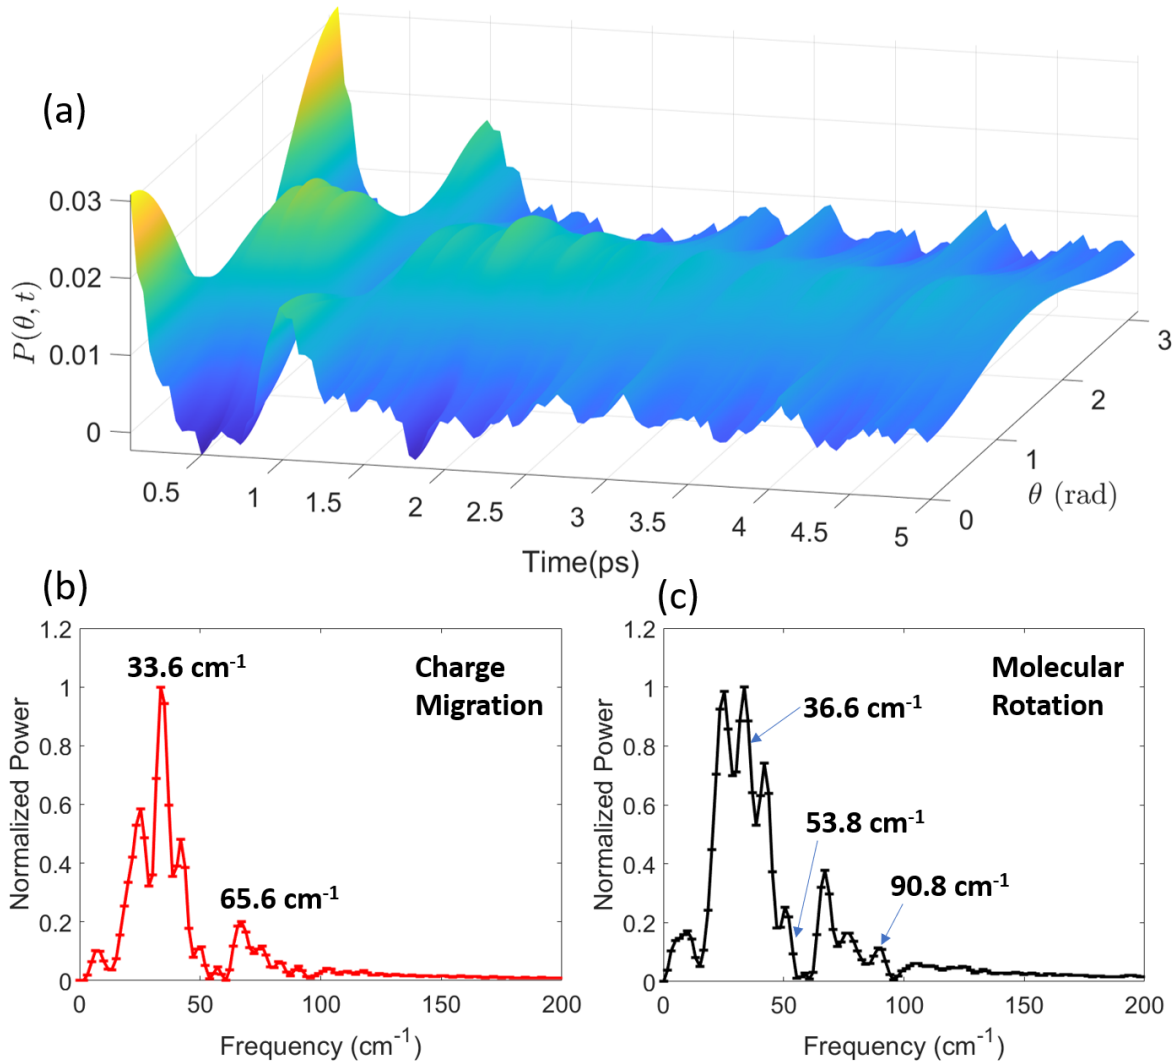 (a)
0.03
0.02
0.01
0
P(θ, t)
0.5
1
1.5
2
2.5
3
3.5
4
4.5
5
Time(ps)
0
1
2
3
θ (rad)
(b)
1.2
1
0.8
0.6
0.4
0.2
0
Normalized Power
33.6 cm⁻¹
65.6 cm⁻¹
Charge
Migration
0 50 100 150 200
Frequency (cm⁻¹)
(c)
1.2
1
0.8
0.6
0.4
0.2
0
Normalized Power
36.6 cm⁻¹
53.8 cm⁻¹
90.8 cm⁻¹
Molecular
Rotation
0 50 100 150 200
Frequency (cm⁻¹)